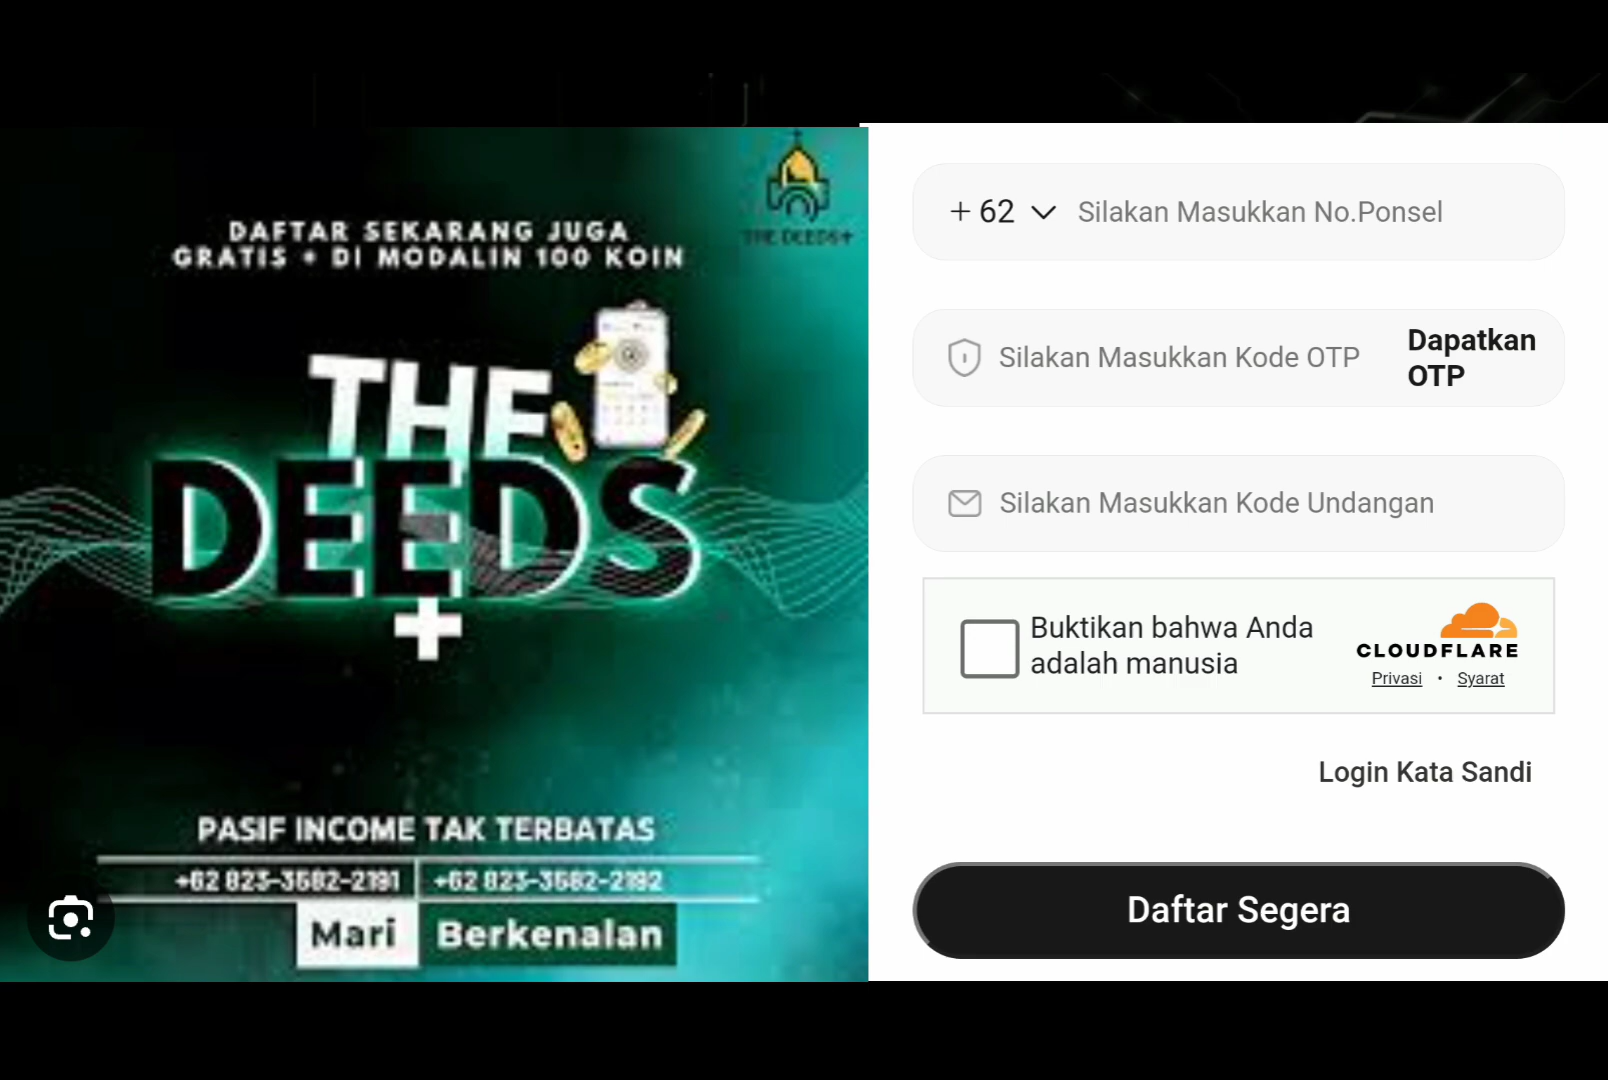 THE DEEDS+
DAFTAR SEKARANG JUGA
GRATIS + DI MODALIN 100 KOIN
THE
DEEDS
+
PASIF INCOME TAK TERBATAS
+62 823-3582-2191 +62 823-3582-2192
Mari Berkenalan
+ 62 Silakan Masukkan No.Ponsel
Silakan Masukkan Kode OTP
Dapatkan
OTP
Silakan Masukkan Kode Undangan
Buktikan bahwa Anda
adalah manusia
CLOUDFLARE
Privasi • Syarat
Login Kata Sandi
Daftar Segera